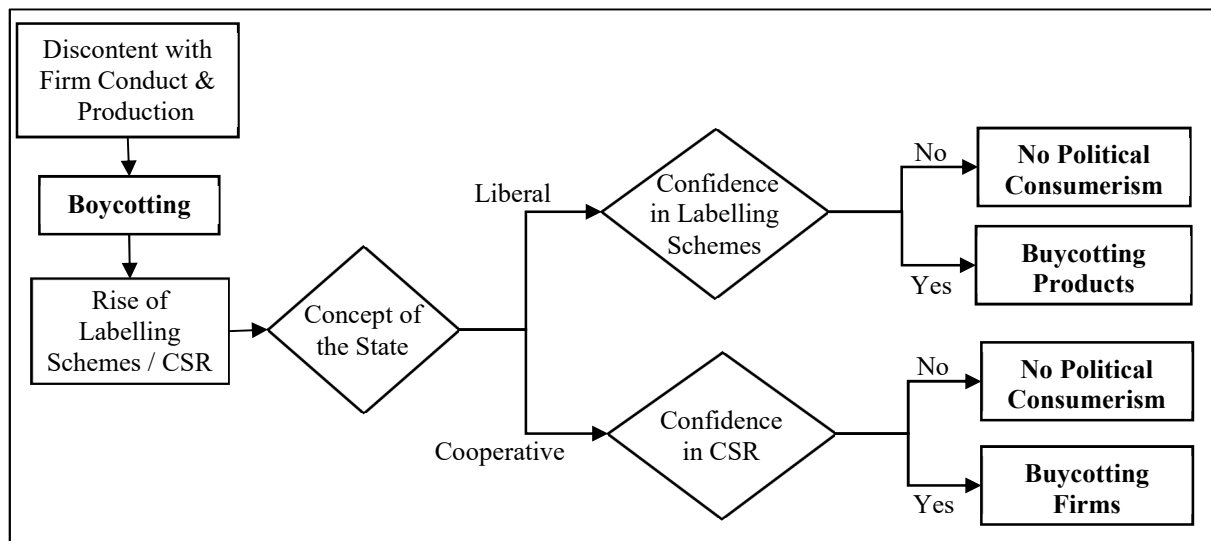 Discontent with
Firm Conduct &
Production
Boycotting
Rise of
Labelling
Schemes / CSR
Concept of
the State
Liberal
Confidence
in Labelling
Schemes
No
No Political
Consumerism
Yes
Buycotting
Products
Cooperative
Confidence
in CSR
No
No Political
Consumerism
Yes
Buycotting
Firms